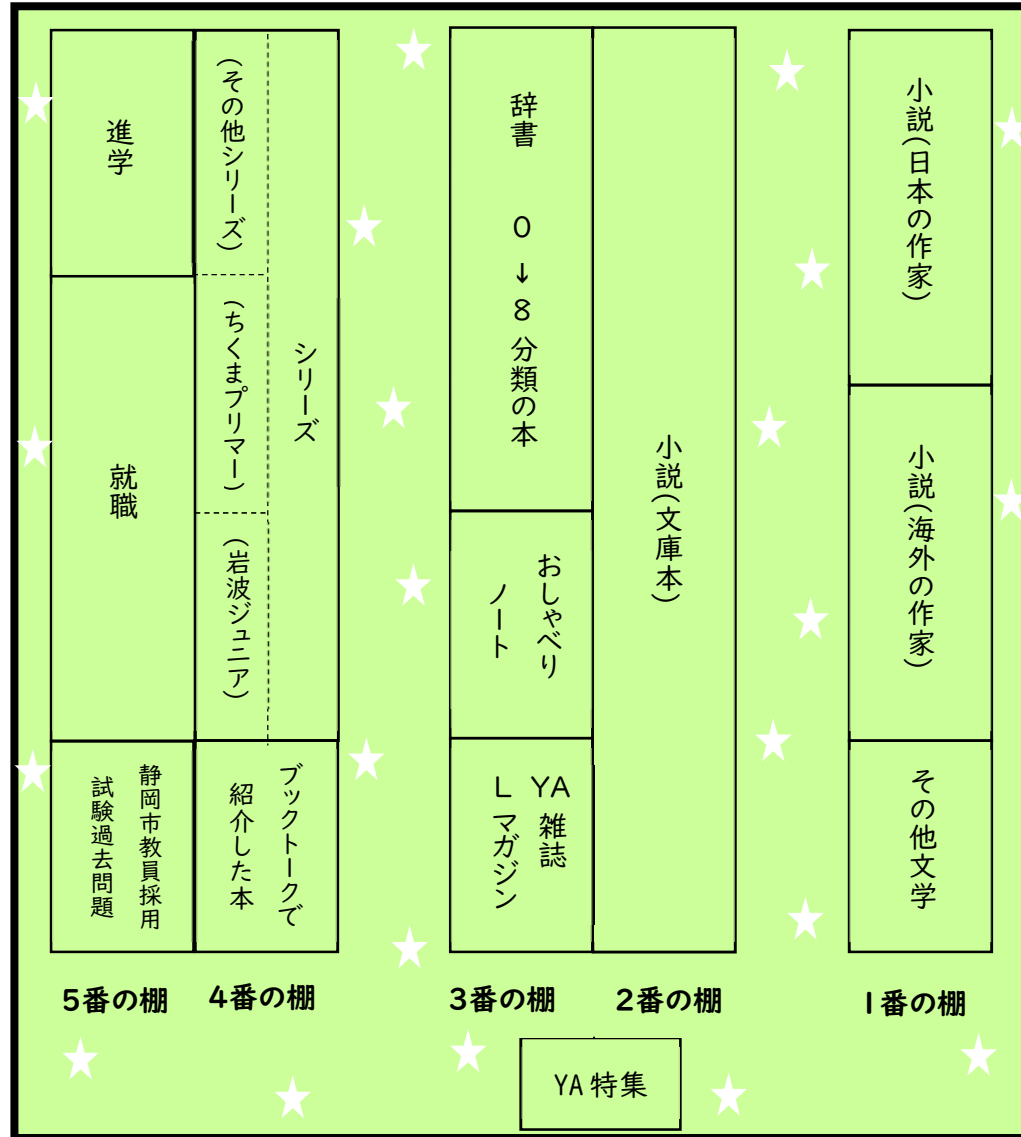 小説(日本の作家)
小説(海外の作家)
その他文学
1番の棚
小説(文庫本)
2番の棚
辞書 0→8分類の本
おしゃべり
ノート
YA雑誌
Lマガジン
3番の棚
シリーズ
(その他シリーズ)
(ちくまプリマー)
(岩波ジュニア)
ブックトークで
紹介した本
4番の棚
進学
就職
静岡市教員採用
試験過去問題
5番の棚
YA特集